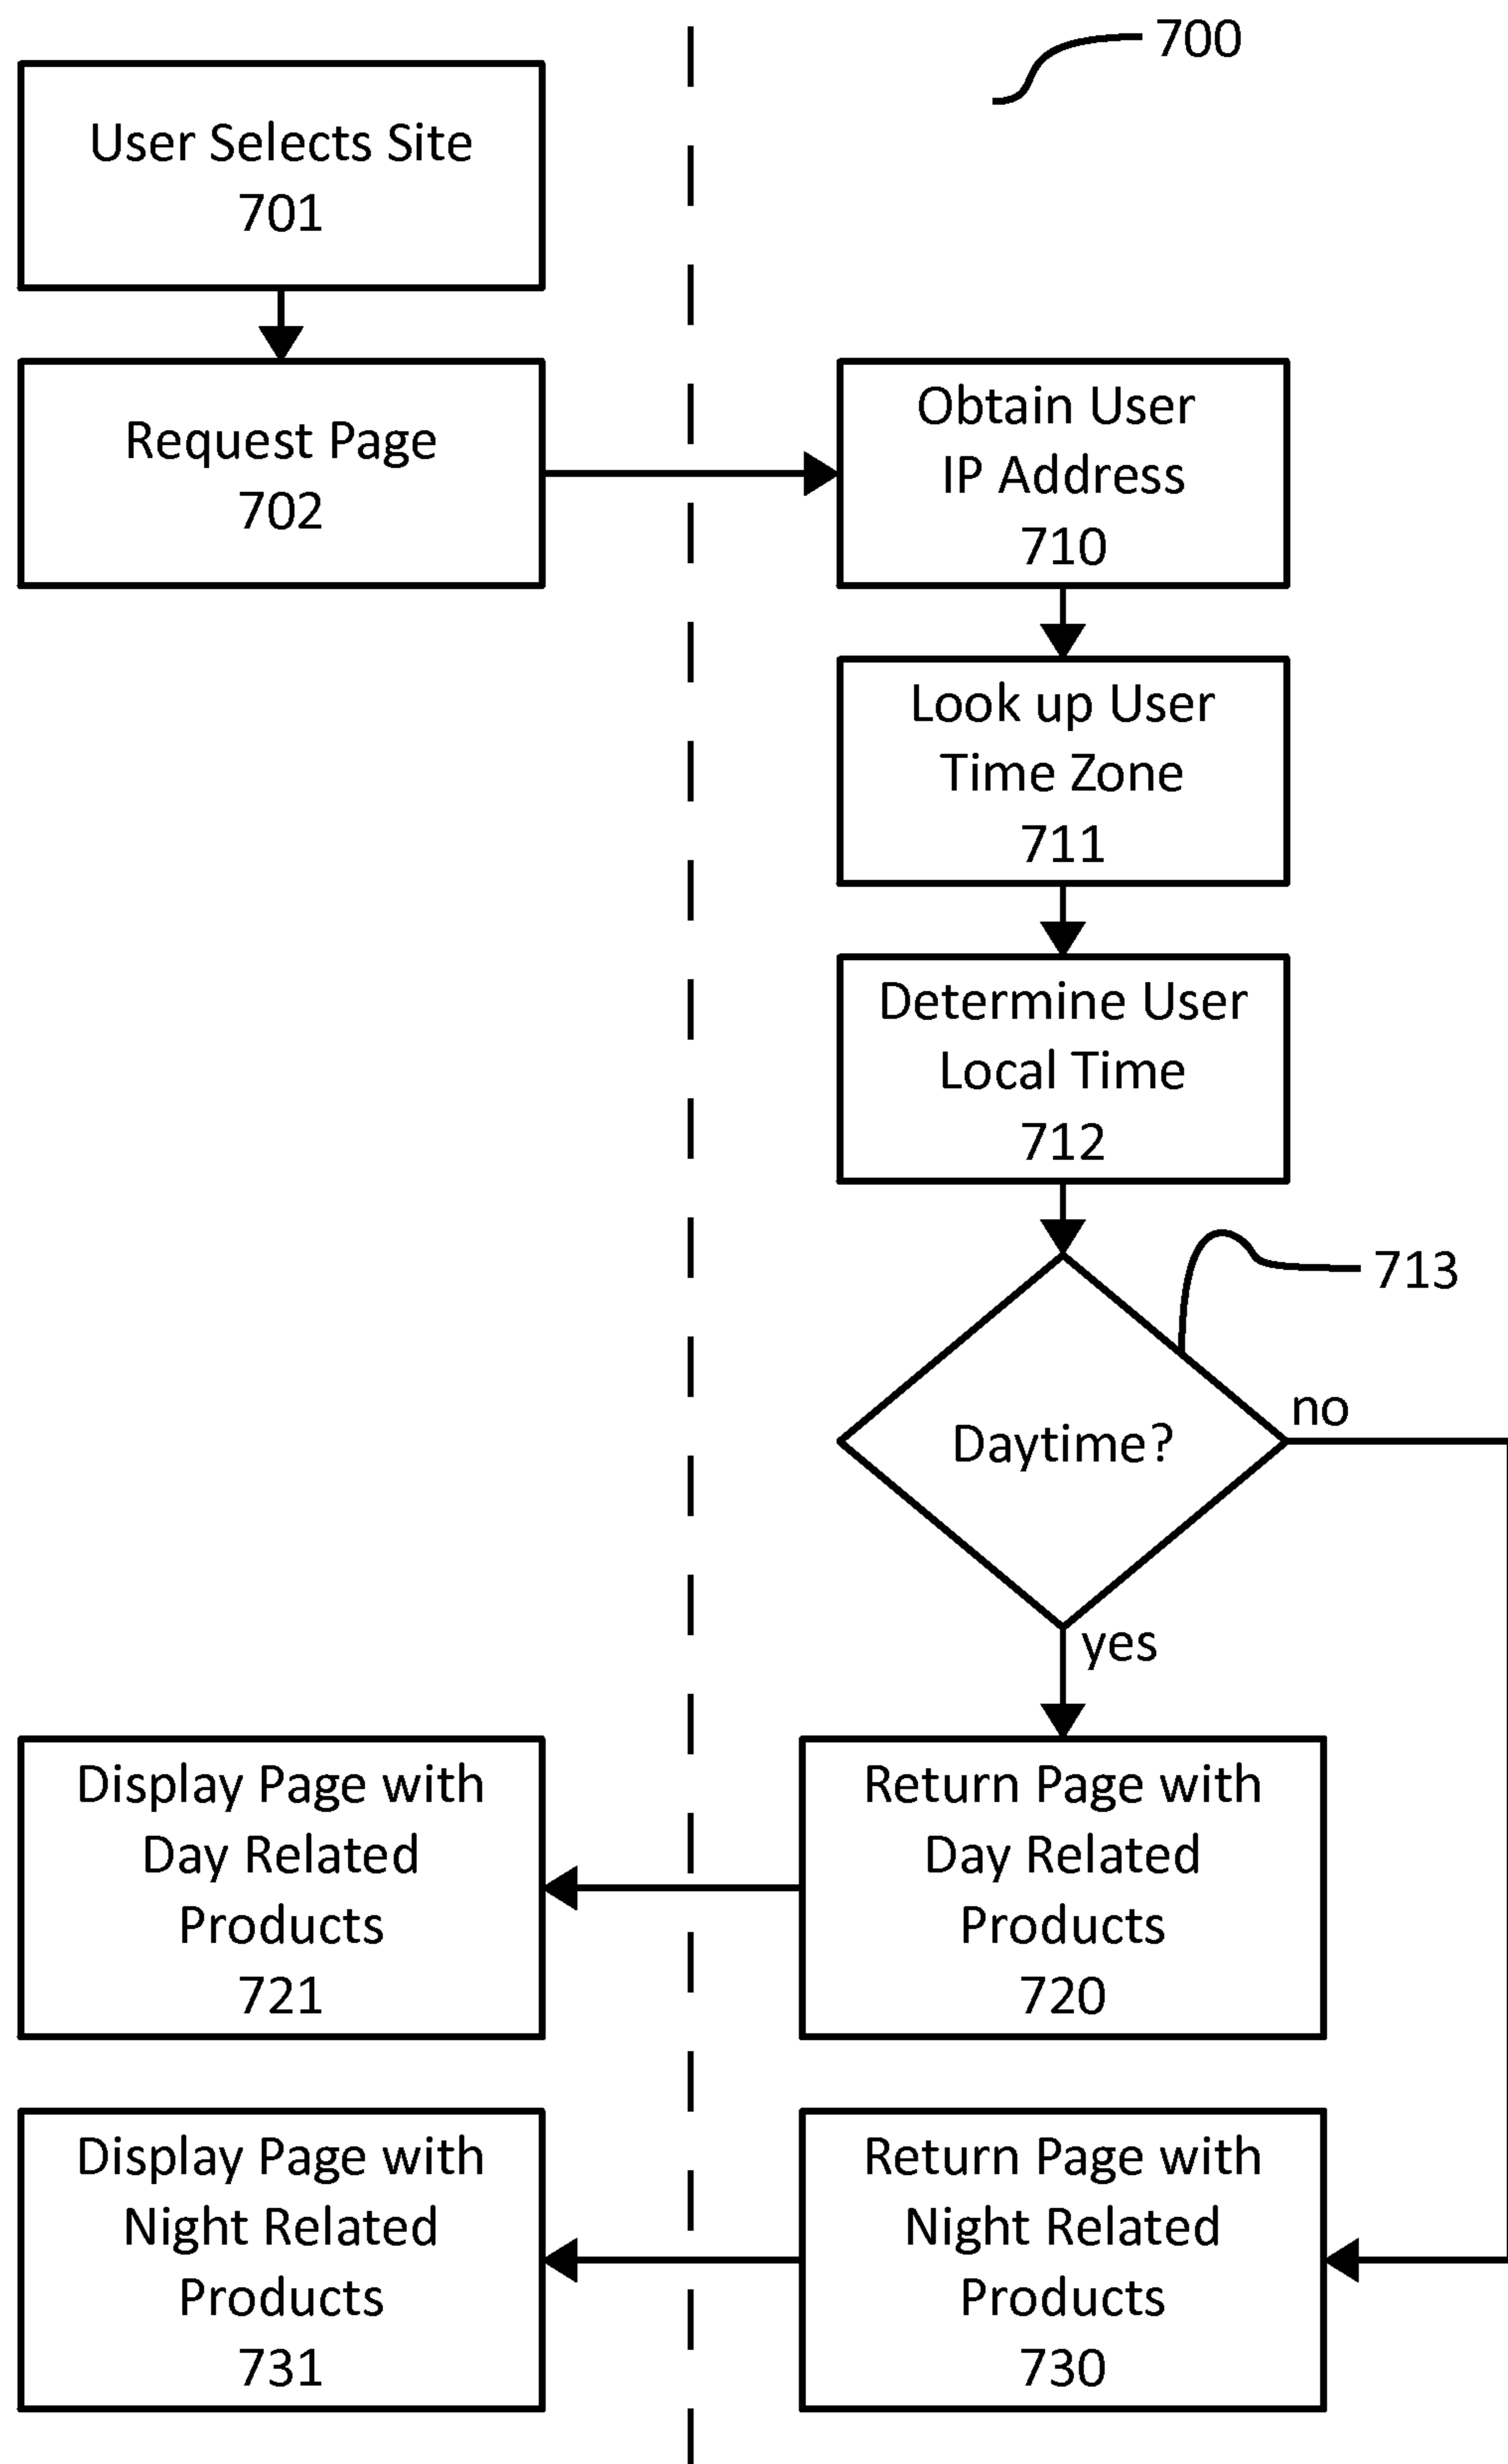 700
User Selects Site
701
Request Page
702
Obtain User
IP Address
710
Look up User
Time Zone
711
Determine User
Local Time
712
713
Daytime?
no
yes
Display Page with
Day Related
Products
721
Return Page with
Day Related
Products
720
Display Page with
Night Related
Products
731
Return Page with
Night Related
Products
730